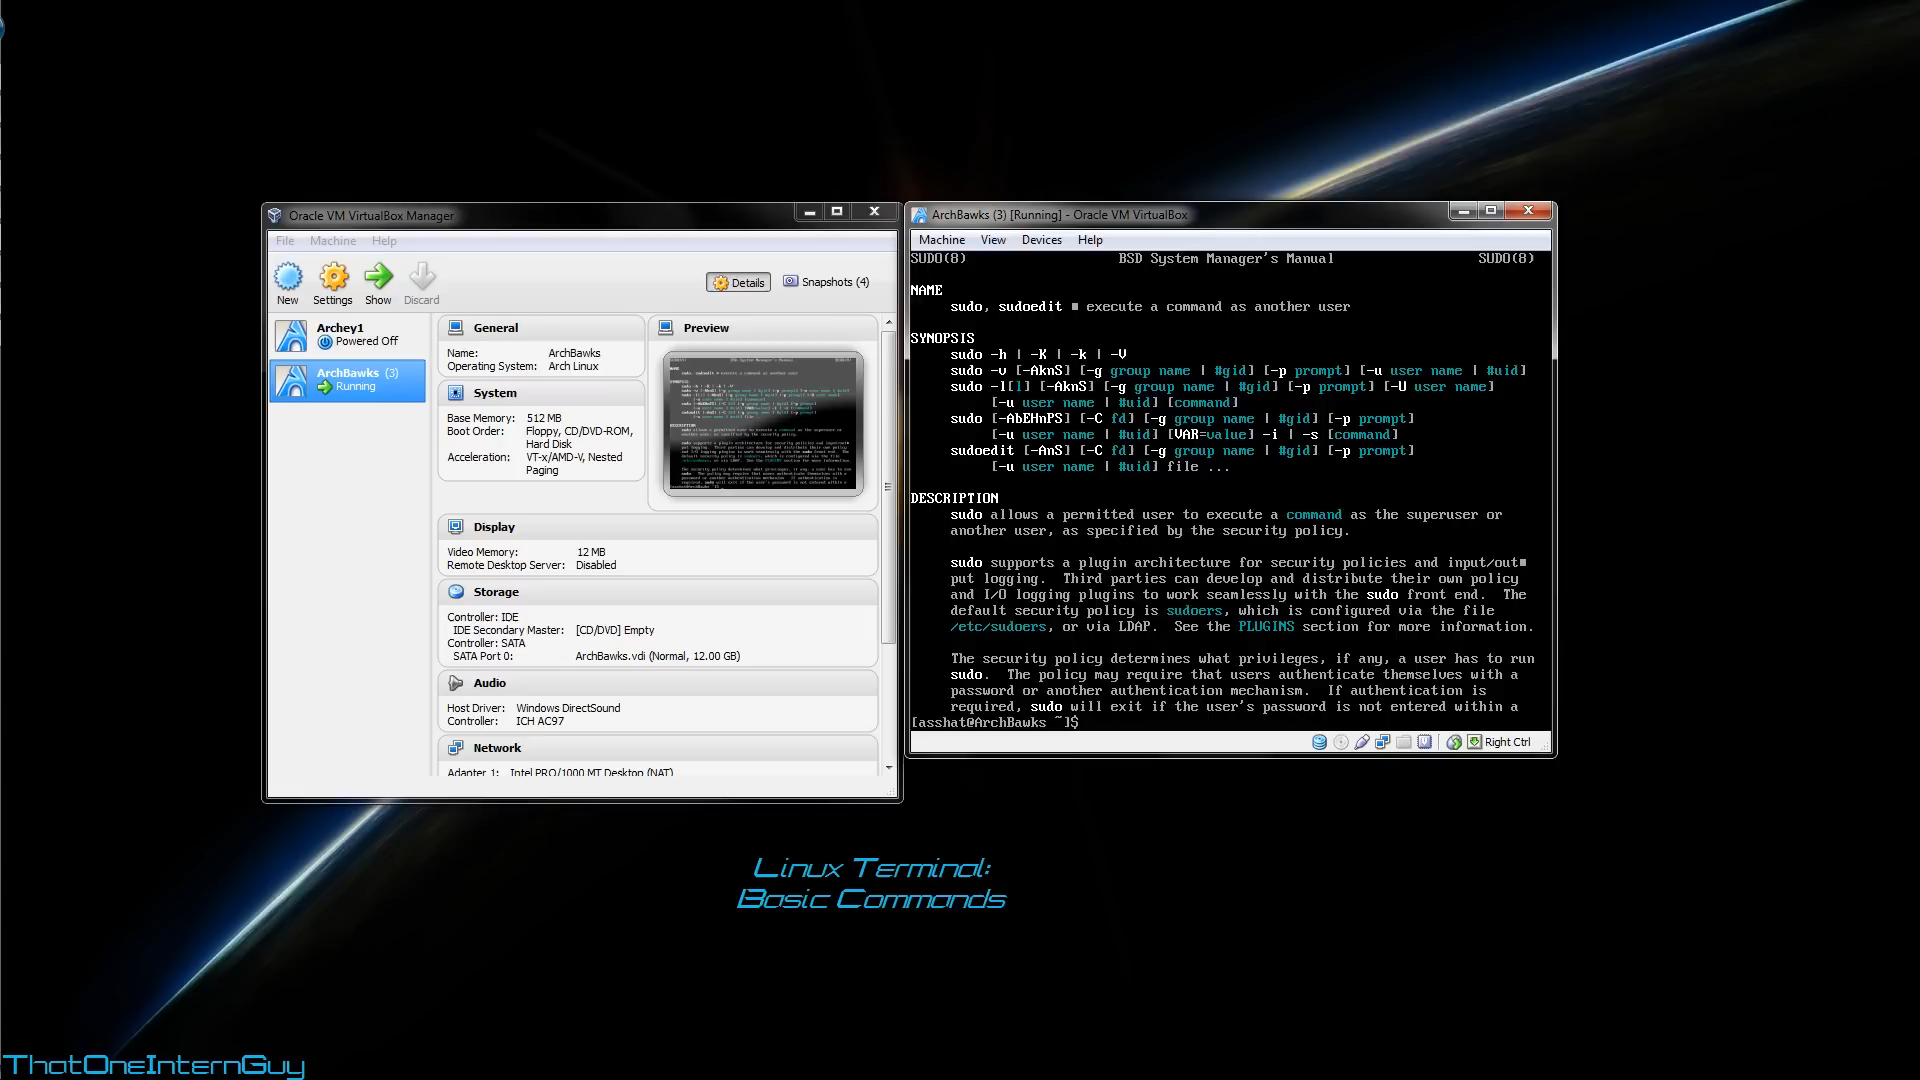 Oracle VM VirtualBox Manager
File Machine Help
New Settings Show Discard
Details Snapshots (4)
Archey1
Powered Off
ArchBawks (3)
Running
General
Name: ArchBawks
Operating System: Arch Linux
System
Base Memory: 512 MB
Boot Order: Floppy, CD/DVD-ROM,
Hard Disk
Acceleration: VT-x/AMD-V, Nested
Paging
Preview
Display
Video Memory: 12 MB
Remote Desktop Server: Disabled
Storage
Controller: IDE
IDE Secondary Master: [CD/DVD] Empty
Controller: SATA
SATA Port 0: ArchBawks.vdi (Normal, 12.00 GB)
Audio
Host Driver: Windows DirectSound
Controller: ICH AC97
Network
Adapter 1: Intel PRO/1000 MT Desktop (NAT)
ArchBawks (3) [Running] - Oracle VM VirtualBox
Machine View Devices Help
SUDO(8) BSD System Manager's Manual SUDO(8)
NAME
sudo, sudoedit ■ execute a command as another user
SYNOPSIS
sudo -h | -K | -k | -V
sudo -v [-AknS] [-g group name | #gid] [-p prompt] [-u user name | #uid]
sudo -l[l] [-AknS] [-g group name | #gid] [-p prompt] [-U user name]
[-u user name | #uid] [command]
sudo [-AbEHnPS] [-C fd] [-g group name | #gid] [-p prompt]
[-u user name | #uid] [VAR=value] -i | -s [command]
sudoedit [-AnS] [-C fd] [-g group name | #gid] [-p prompt]
[-u user name | #uid] file ...
DESCRIPTION
sudo allows a permitted user to execute a command as the superuser or
another user, as specified by the security policy.
sudo supports a plugin architecture for security policies and input/out■
put logging. Third parties can develop and distribute their own policy
and I/O logging plugins to work seamlessly with the sudo front end. The
default security policy is sudoers, which is configured via the file
/etc/sudoers, or via LDAP. See the PLUGINS section for more information.
The security policy determines what privileges, if any, a user has to run
sudo. The policy may require that users authenticate themselves with a
password or another authentication mechanism. If authentication is
required, sudo will exit if the user's password is not entered within a
[asshat@ArchBawks ~]$
Right Ctrl
Linux Terminal:
Basic Commands
ThatOneInternGuy